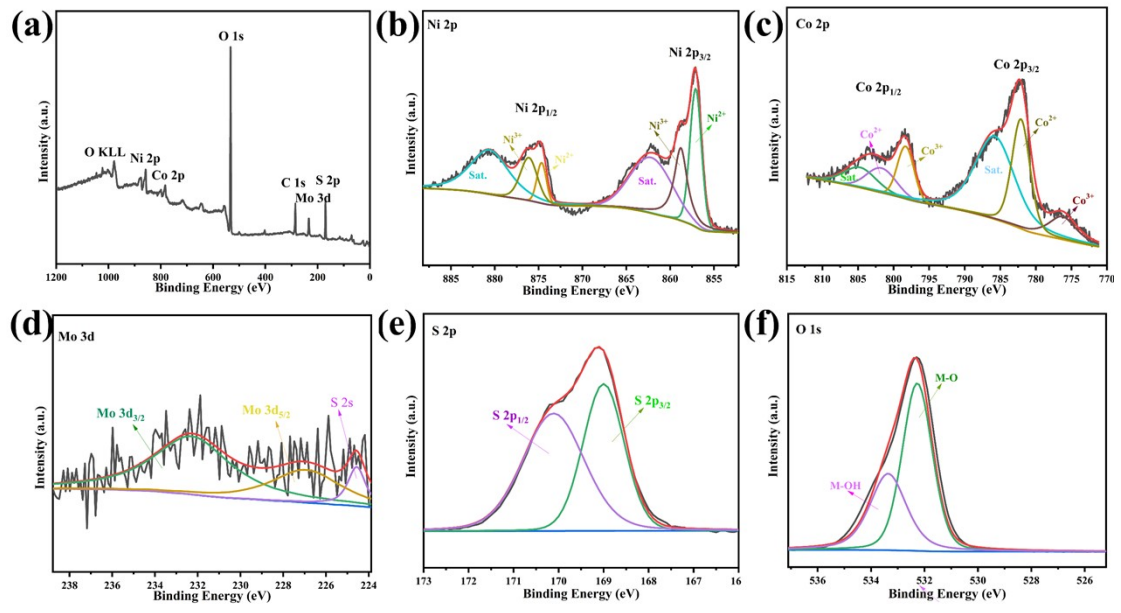 (a)
O 1s
O KLL
Ni 2p
Co 2p
C 1s
S 2p
Mo 3d
Intensity (a.u.)
1200 1000 800 600 400 200 0
Binding Energy (eV)
(b)
Ni 2p
Ni 2p3/2
Ni 2p1/2
Ni3+
Ni2+
Ni3+
Ni2+
Sat.
Sat.
Intensity (a.u.)
885 880 875 870 865 860 855
Binding Energy (eV)
(c)
Co 2p
Co 2p3/2
Co 2p1/2
Co2+
Co2+
Co3+
Sat.
Sat.
Co3+
Intensity (a.u.)
815 810 805 800 795 790 785 780 775 770
Binding Energy (eV)
(d)
Mo 3d
S 2s
Mo 3d3/2
Mo 3d5/2
Intensity (a.u.)
238 236 234 232 230 228 226 224
Binding Energy (eV)
(e)
S 2p
S 2p1/2
S 2p3/2
Intensity (a.u.)
173 172 171 170 169 168 167 16
Binding Energy (eV)
(f)
O 1s
M-O
M-OH
Intensity (a.u.)
536 534 532 530 528 526
Binding Energy (eV)